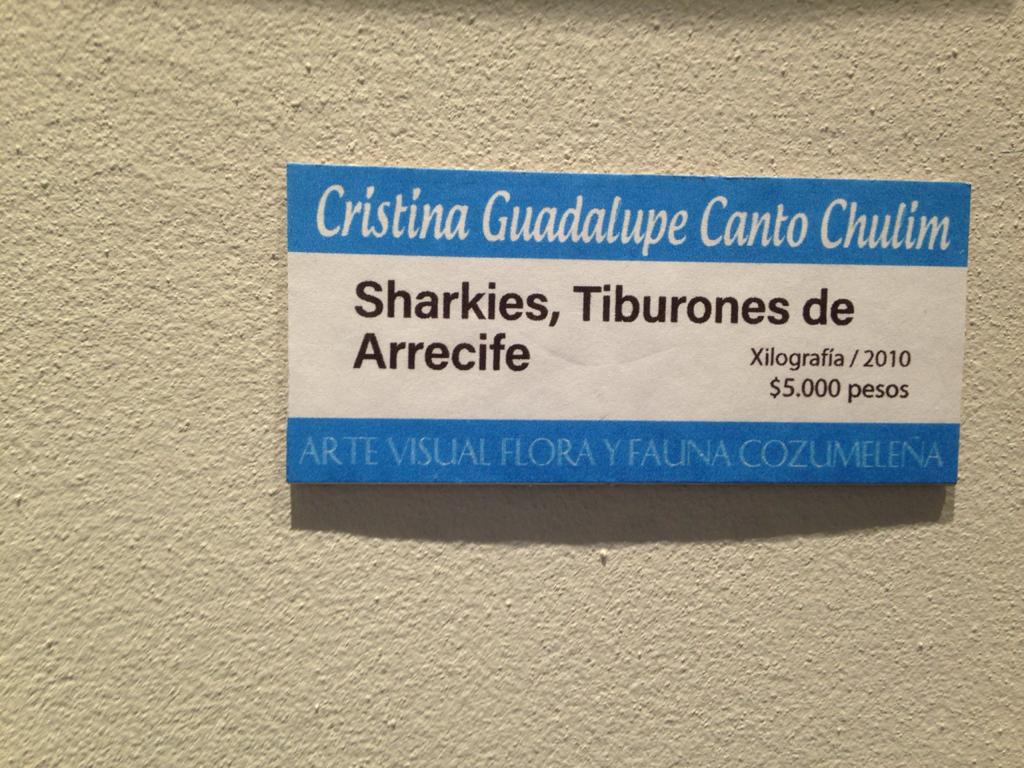 Cristina Guadalupe Canto Chulim
Sharkies, Tiburones de
Arrecife
Xilografía / 2010
$5.000 pesos
ARTE VISUAL FLORA Y FAUNA COZUMELEÑA